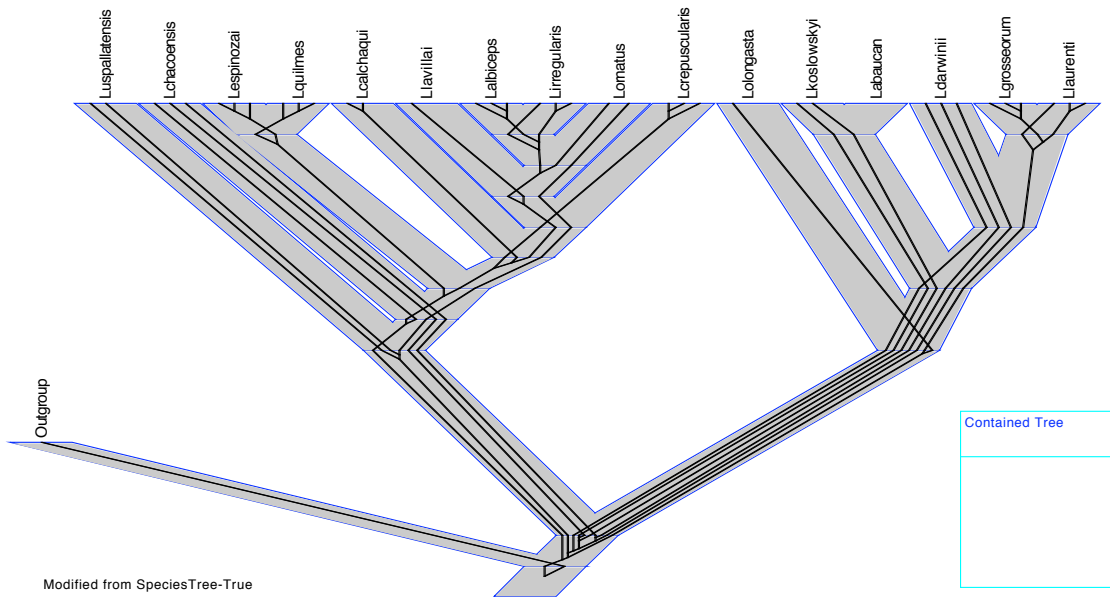 Luspallatensis
Lchacoensis
Lespinozai
Lquilmes
Lcalchaqui
Llavillai
Lalbiceps
Lirregularis
Lornatus
Lcrepuscularis
Lolongasta
Lkoslowskyi
Labaucan
Ldarwinii
Lgrosseorum
Llaurenti
Outgroup
Contained Tree
Modified from SpeciesTree-True